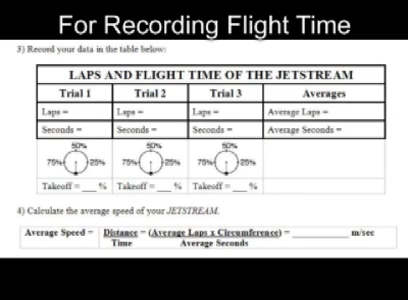 For Recording Flight Time
3) Record your data in the table below:
LAPS AND FLIGHT TIME OF THE JETSTREAM
Trial 1 Trial 2 Trial 3 Averages
Laps = Laps = Laps = Average Laps =
Seconds = Seconds = Seconds = Average Seconds =
50% 50% 50%
75% 25% 75% 25% 75% 25%
Takeoff = ___ % Takeoff = ___ % Takeoff = ___ %
4) Calculate the average speed of your JETSTREAM.
Average Speed = Distance = (Average Laps x Circumference) = __________ m/sec
Time Average Seconds